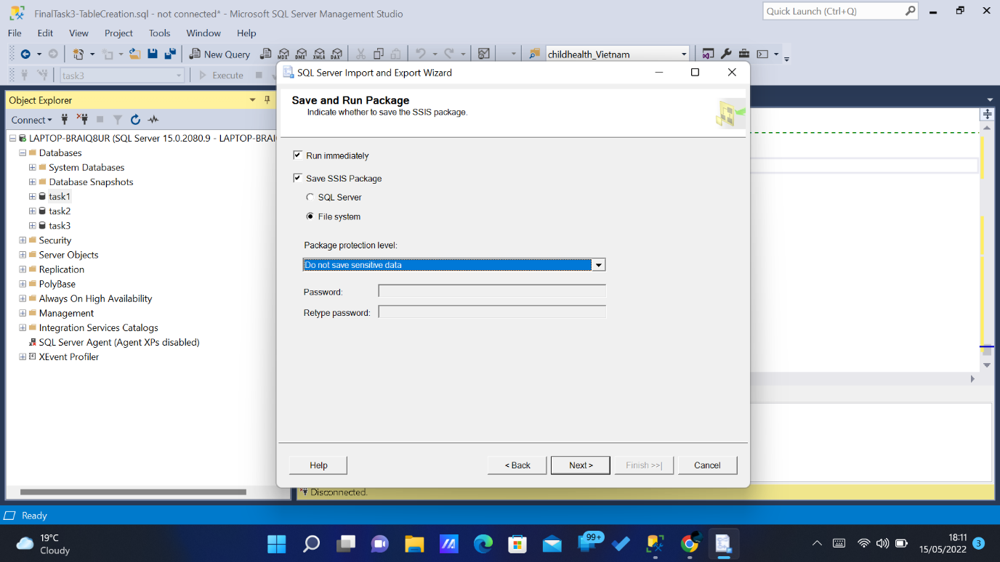 FinalTask3-TableCreation.sql - not connected* - Microsoft SQL Server Management Studio
Quick Launch (Ctrl+Q)
File Edit View Project Tools Window Help
New Query MDX DMX XMLA DAX childhealth_Vietnam
task3 Execute
SQL Server Import and Export Wizard
Save and Run Package
Indicate whether to save the SSIS package.
Object Explorer
Connect
LAPTOP-BRAIQ8UR (SQL Server 15.0.2080.9 - LAPTOP-BRAIQ
Databases
System Databases
Database Snapshots
task1
task2
task3
Security
Server Objects
Replication
PolyBase
Always On High Availability
Management
Integration Services Catalogs
SQL Server Agent (Agent XPs disabled)
XEvent Profiler
Run immediately
Save SSIS Package
SQL Server
File system
Package protection level:
Do not save sensitive data
Password:
Retype password:
Help < Back Next > Finish >>| Cancel
Disconnected.
Ready
19°C
Cloudy
99+
18:11
15/05/2022
3